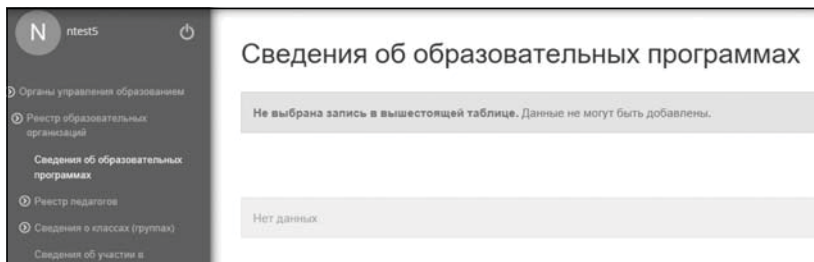 N
ntest5
Сведения об образовательных программах
Органы управления образованием
Не выбрана запись в вышестоящей таблице. Данные не могут быть добавлены.
Реестр образовательных
организаций
Сведения об образовательных
программах
Реестр педагогов
Нет данных
Сведения о классах (группах)
Сведения об участии в